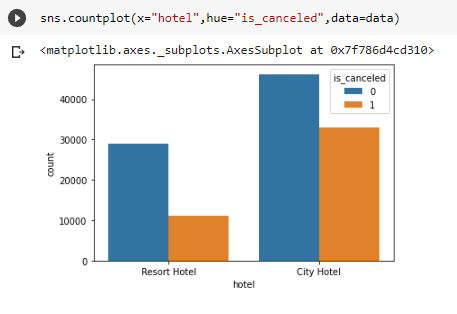 sns.countplot(x="hotel",hue="is_canceled",data=data)
<matplotlib.axes._subplots.AxesSubplot at 0x7f786d4cd310>
is_canceled
0
1
40000
30000
20000
10000
0
count
Resort Hotel
City Hotel
hotel